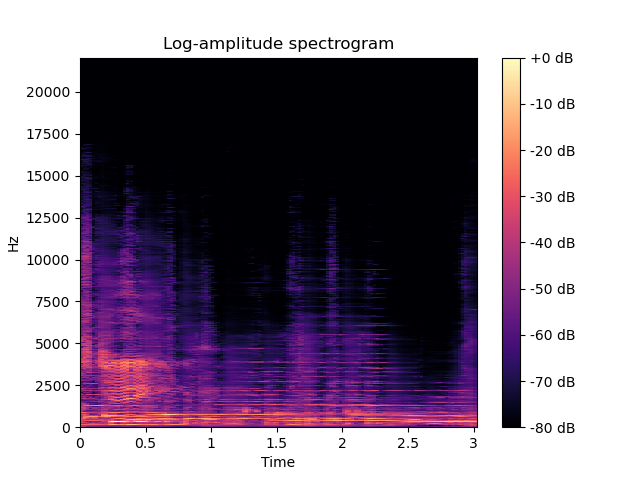 Log-amplitude spectrogram
Hz
20000
17500
15000
12500
10000
7500
5000
2500
0
0 0.5 1 1.5 2 2.5 3
Time
+0 dB
-10 dB
-20 dB
-30 dB
-40 dB
-50 dB
-60 dB
-70 dB
-80 dB